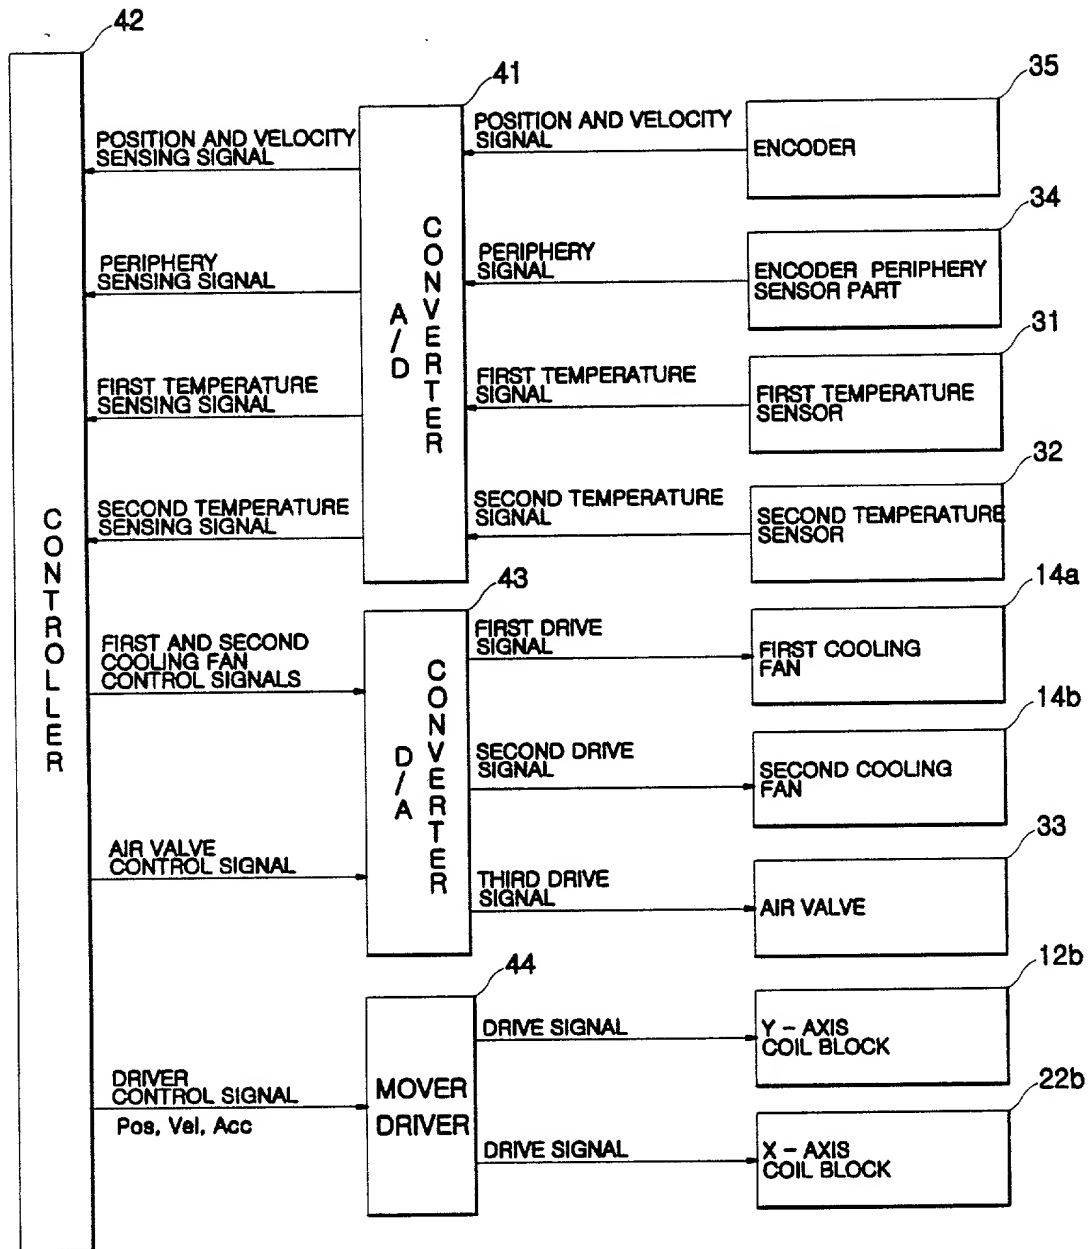 42
41
35
POSITION AND VELOCITY
SENSING SIGNAL
POSITION AND VELOCITY
SIGNAL
ENCODER
34
PERIPHERY
SENSING SIGNAL
PERIPHERY
SIGNAL
ENCODER PERIPHERY
SENSOR PART
A/D
CONVERTER
31
FIRST TEMPERATURE
SENSING SIGNAL
FIRST TEMPERATURE
SIGNAL
FIRST TEMPERATURE
SENSOR
32
SECOND TEMPERATURE
SENSING SIGNAL
SECOND TEMPERATURE
SIGNAL
SECOND TEMPERATURE
SENSOR
CONTROLLER
43
14a
FIRST AND SECOND
COOLING FAN
CONTROL SIGNALS
FIRST DRIVE
SIGNAL
FIRST COOLING
FAN
14b
D/A
CONVERTER
SECOND DRIVE
SIGNAL
SECOND COOLING
FAN
33
AIR VALVE
CONTROL SIGNAL
THIRD DRIVE
SIGNAL
AIR VALVE
44
12b
DRIVE SIGNAL
Y - AXIS
COIL BLOCK
22b
DRIVER
CONTROL SIGNAL
Pos, Vel, Acc
MOVER
DRIVER
DRIVE SIGNAL
X - AXIS
COIL BLOCK